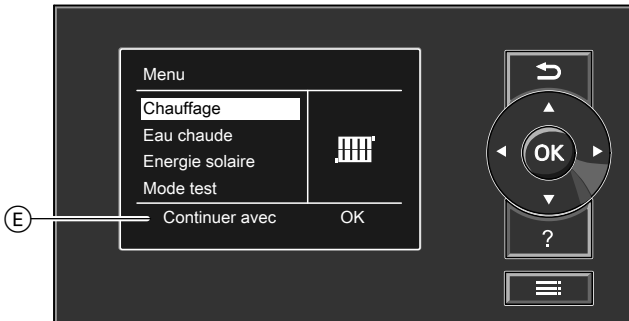 Menu
Chauffage
Eau chaude
Energie solaire
Mode test
Continuer avec OK
E
OK
?